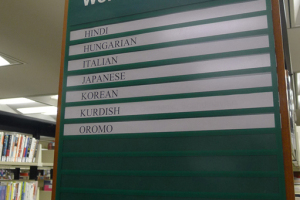 HINDI
HUNGARIAN
ITALIAN
JAPANESE
KOREAN
KURDISH
OROMO